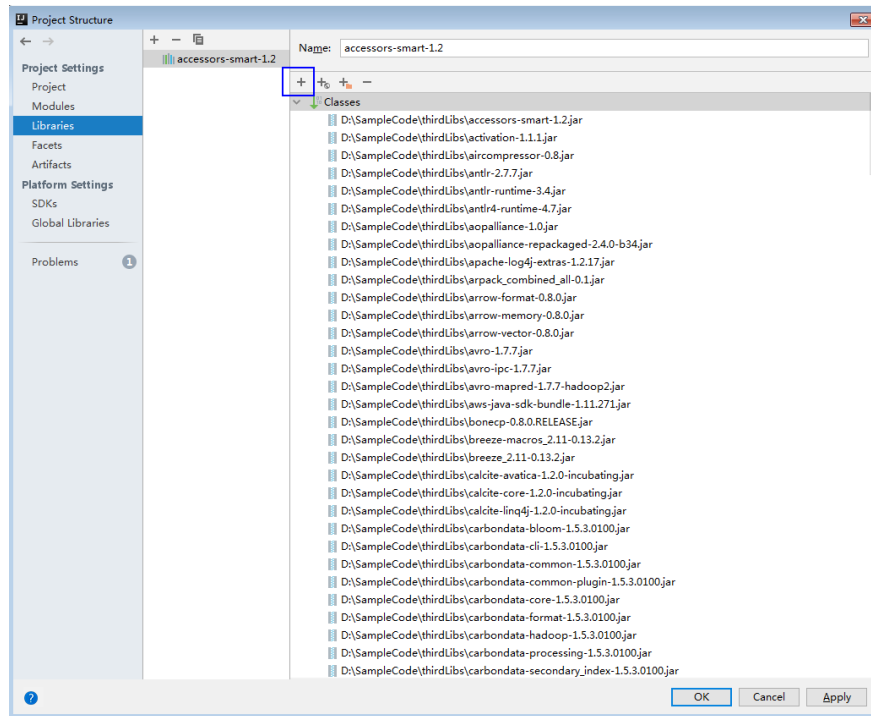 Project Structure
Project Settings
Project
Modules
Libraries
Facets
Artifacts
Platform Settings
SDKs
Global Libraries
Problems
1
accessors-smart-1.2
Name: accessors-smart-1.2
Classes
D:\SampleCode\thirdLibs\accessors-smart-1.2.jar
D:\SampleCode\thirdLibs\activation-1.1.1.jar
D:\SampleCode\thirdLibs\aircompressor-0.8.jar
D:\SampleCode\thirdLibs\antlr-2.7.7.jar
D:\SampleCode\thirdLibs\antlr-runtime-3.4.jar
D:\SampleCode\thirdLibs\antlr4-runtime-4.7.jar
D:\SampleCode\thirdLibs\aopalliance-1.0.jar
D:\SampleCode\thirdLibs\aopalliance-repackaged-2.4.0-b34.jar
D:\SampleCode\thirdLibs\apache-log4j-extras-1.2.17.jar
D:\SampleCode\thirdLibs\arpack_combined_all-0.1.jar
D:\SampleCode\thirdLibs\arrow-format-0.8.0.jar
D:\SampleCode\thirdLibs\arrow-memory-0.8.0.jar
D:\SampleCode\thirdLibs\arrow-vector-0.8.0.jar
D:\SampleCode\thirdLibs\avro-1.7.7.jar
D:\SampleCode\thirdLibs\avro-ipc-1.7.7.jar
D:\SampleCode\thirdLibs\avro-mapred-1.7.7-hadoop2.jar
D:\SampleCode\thirdLibs\aws-java-sdk-bundle-1.11.271.jar
D:\SampleCode\thirdLibs\bonecp-0.8.0.RELEASE.jar
D:\SampleCode\thirdLibs\breeze-macros_2.11-0.13.2.jar
D:\SampleCode\thirdLibs\breeze_2.11-0.13.2.jar
D:\SampleCode\thirdLibs\calcite-avatica-1.2.0-incubating.jar
D:\SampleCode\thirdLibs\calcite-core-1.2.0-incubating.jar
D:\SampleCode\thirdLibs\calcite-linq4j-1.2.0-incubating.jar
D:\SampleCode\thirdLibs\carbondata-bloom-1.5.3.0100.jar
D:\SampleCode\thirdLibs\carbondata-cli-1.5.3.0100.jar
D:\SampleCode\thirdLibs\carbondata-common-1.5.3.0100.jar
D:\SampleCode\thirdLibs\carbondata-common-plugin-1.5.3.0100.jar
D:\SampleCode\thirdLibs\carbondata-core-1.5.3.0100.jar
D:\SampleCode\thirdLibs\carbondata-format-1.5.3.0100.jar
D:\SampleCode\thirdLibs\carbondata-hadoop-1.5.3.0100.jar
D:\SampleCode\thirdLibs\carbondata-processing-1.5.3.0100.jar
D:\SampleCode\thirdLibs\carbondata-secondary_index-1.5.3.0100.jar
?
OK Cancel Apply